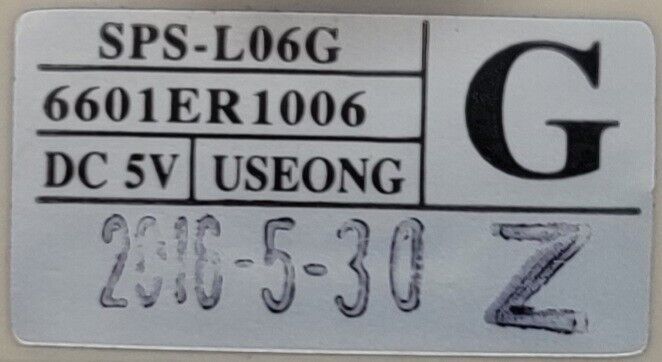 SPS-L06G
G
6601ER1006
DC 5V USEONG
2016-5-30 Z